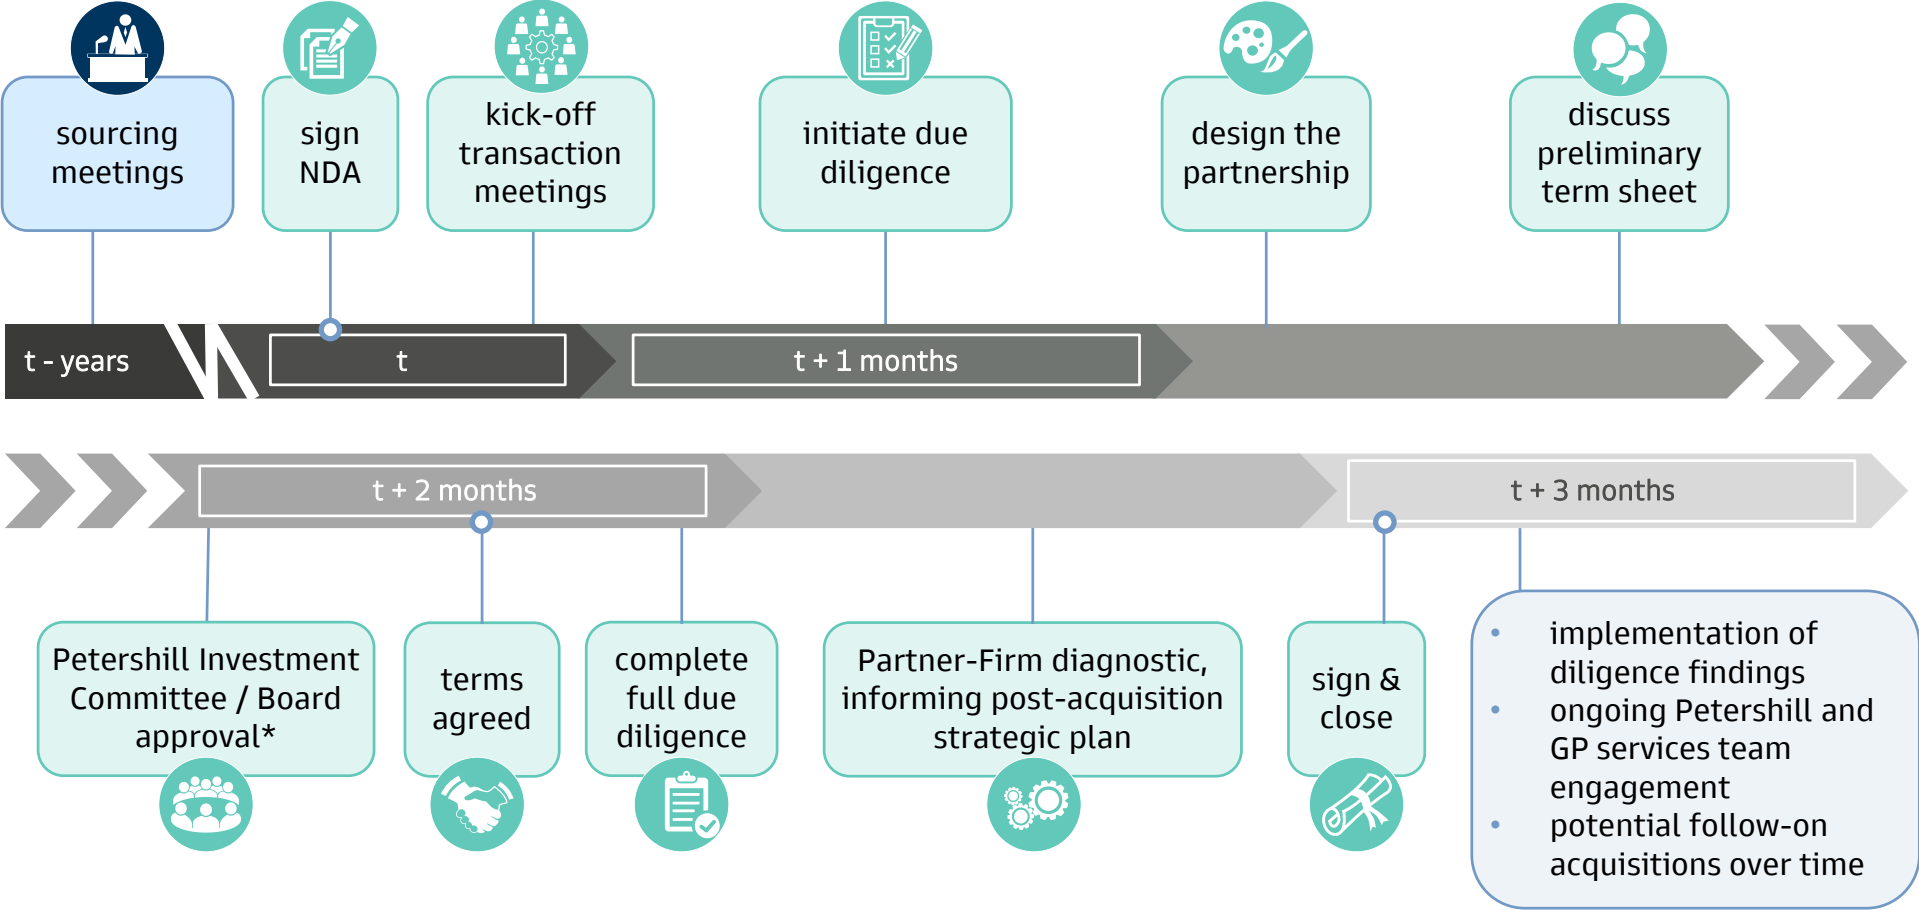 sourcing
meetings
sign
NDA
kick-off
transaction
meetings
initiate due
diligence
design the
partnership
discuss
preliminary
term sheet
t - years
t
t + 1 months
t + 2 months
t + 3 months
Petershill Investment
Committee / Board
approval*
terms
agreed
complete
full due
diligence
Partner-Firm diagnostic,
informing post-acquisition
strategic plan
sign &
close
• implementation of
diligence findings
• ongoing Petershill and
GP services team
engagement
• potential follow-on
acquisitions over time